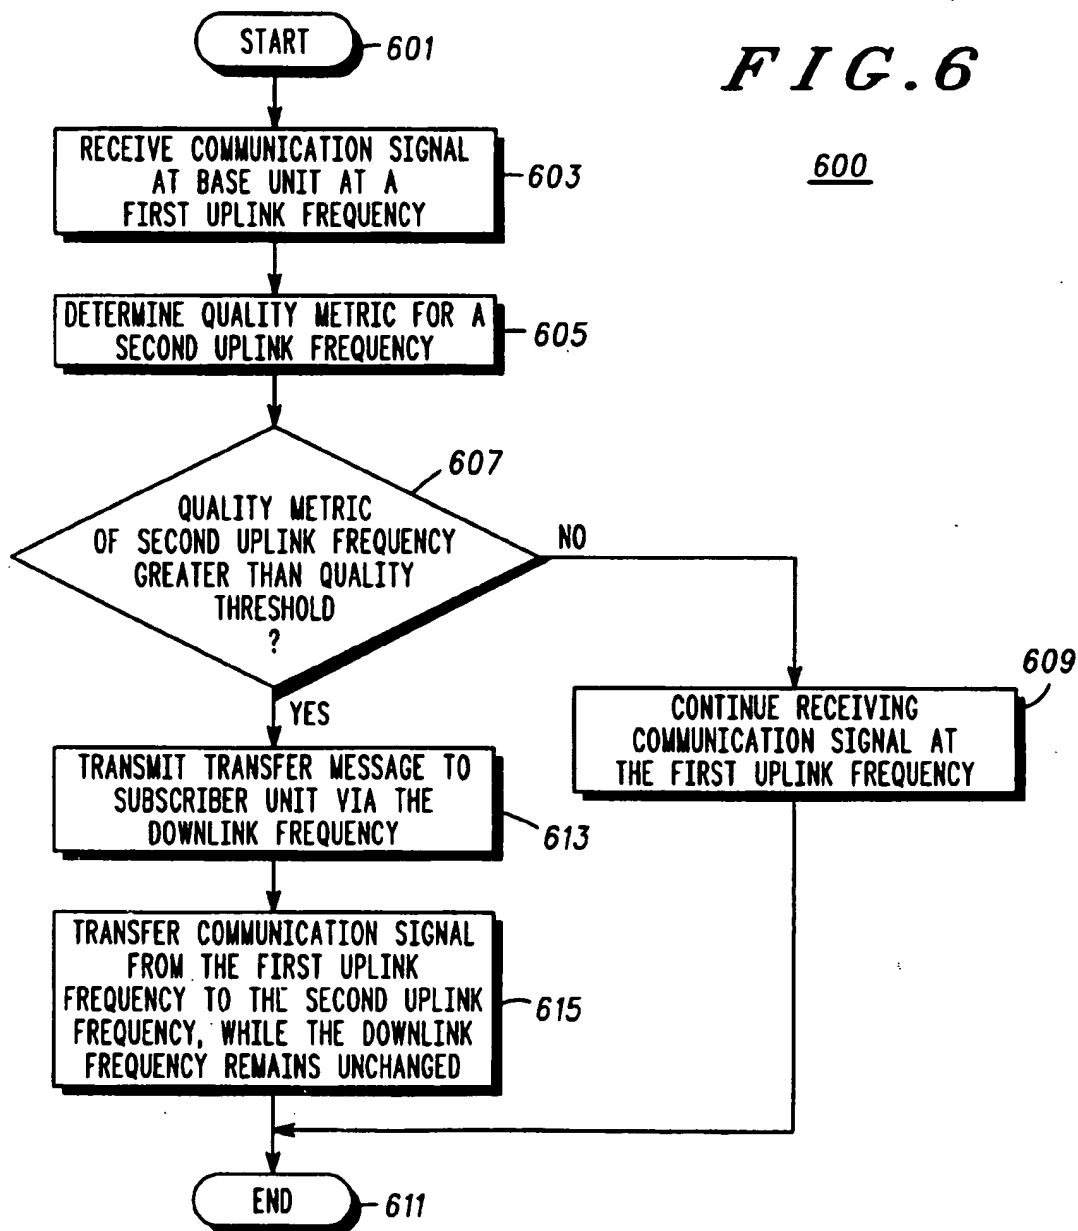 START
601
FIG.6
RECEIVE COMMUNICATION SIGNAL
AT BASE UNIT AT A
FIRST UPLINK FREQUENCY
603
600
DETERMINE QUALITY METRIC FOR A
SECOND UPLINK FREQUENCY
605
607
QUALITY METRIC
OF SECOND UPLINK FREQUENCY
GREATER THAN QUALITY
THRESHOLD
?
NO
YES
609
CONTINUE RECEIVING
COMMUNICATION SIGNAL AT
THE FIRST UPLINK FREQUENCY
TRANSMIT TRANSFER MESSAGE TO
SUBSCRIBER UNIT VIA THE
DOWNLINK FREQUENCY
613
TRANSFER COMMUNICATION SIGNAL
FROM THE FIRST UPLINK
FREQUENCY TO THE SECOND UPLINK
FREQUENCY, WHILE THE DOWNLINK
FREQUENCY REMAINS UNCHANGED
615
END
611